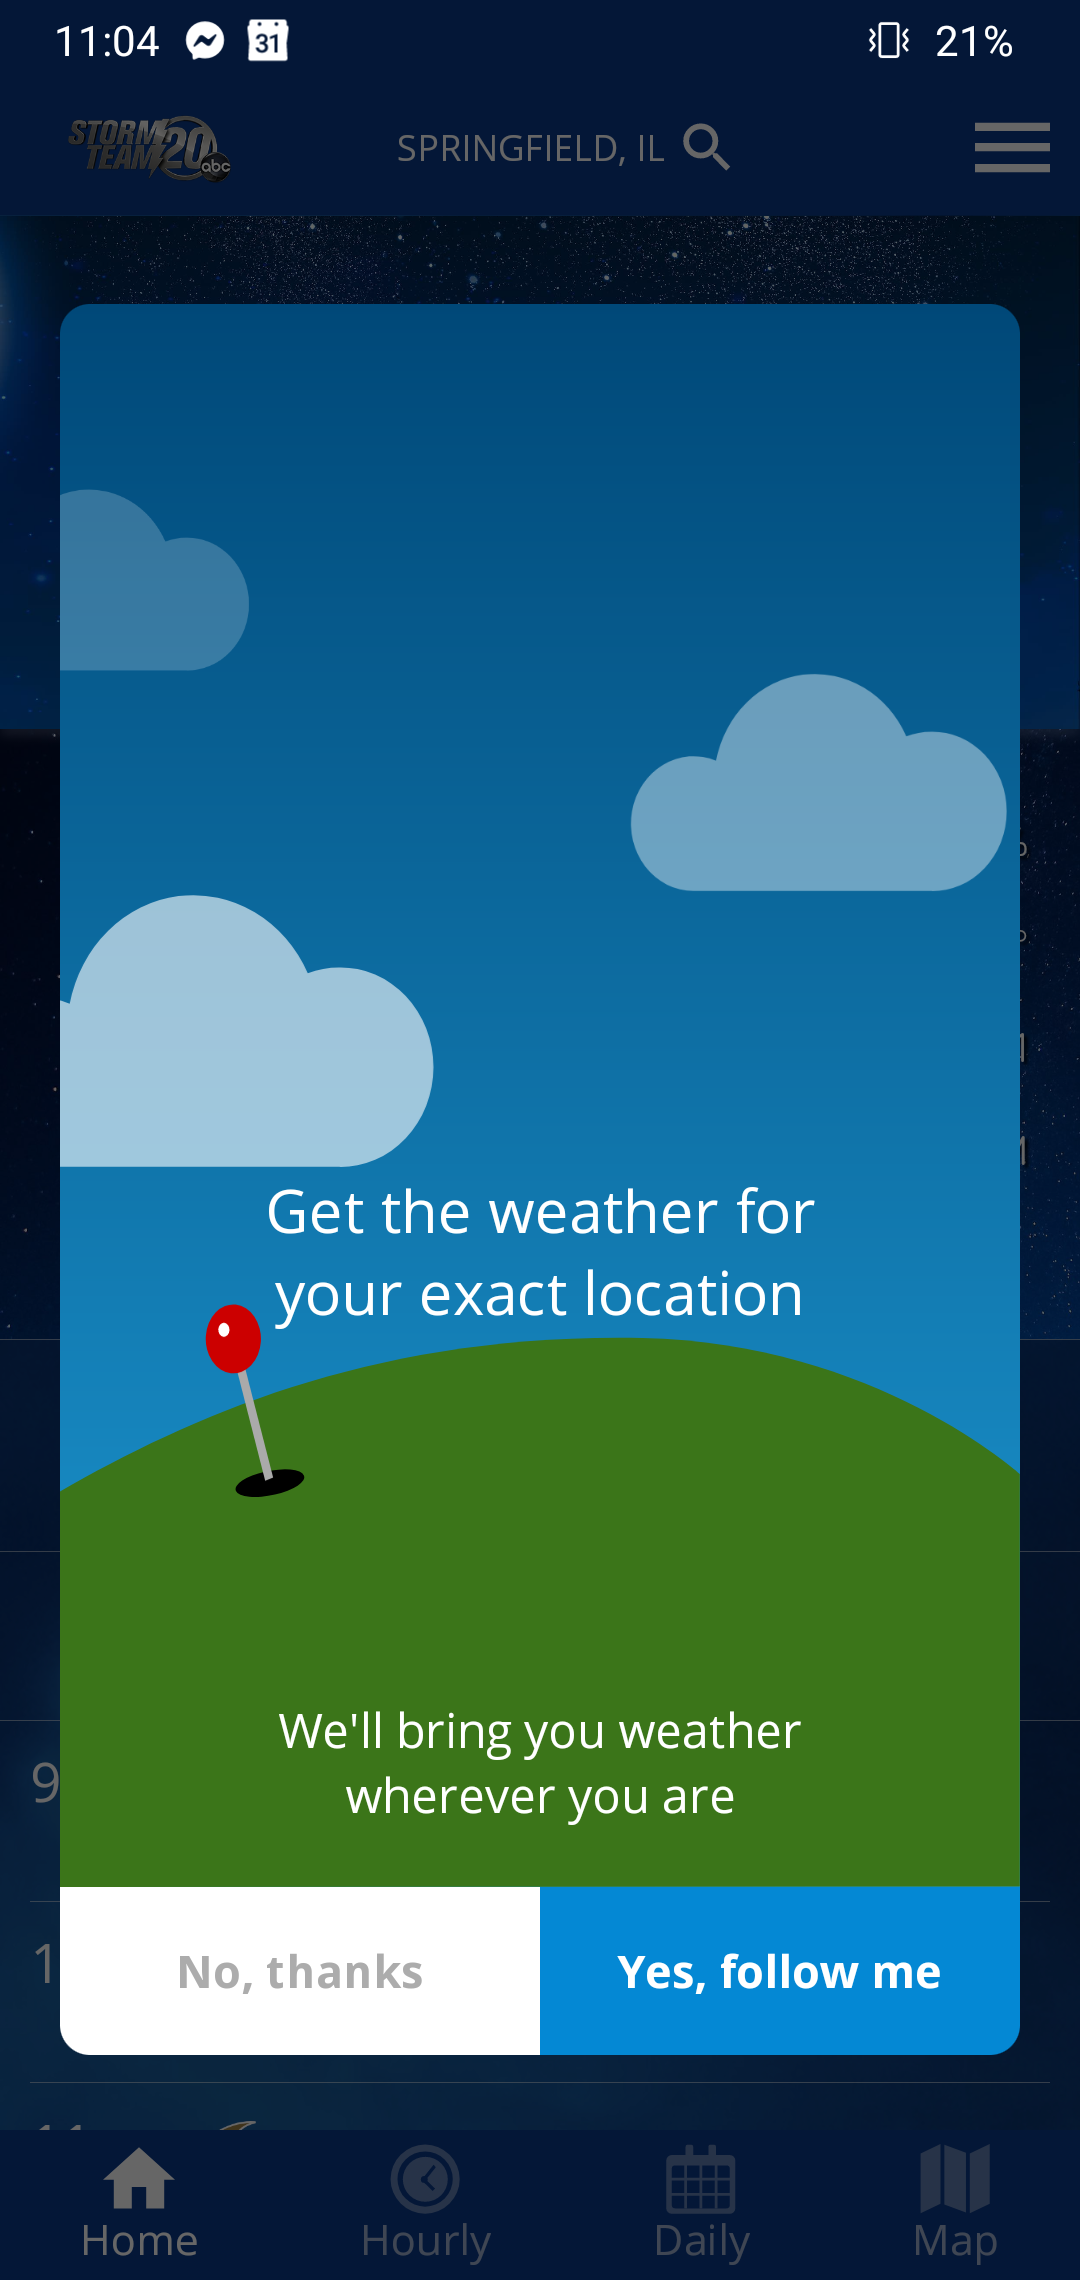 11:04
31
21%
STORM
TEAM 20
abc
SPRINGFIELD, IL
Get the weather for
your exact location
We'll bring you weather
wherever you are
9
1
No, thanks
Yes, follow me
Home
Hourly
Daily
Map